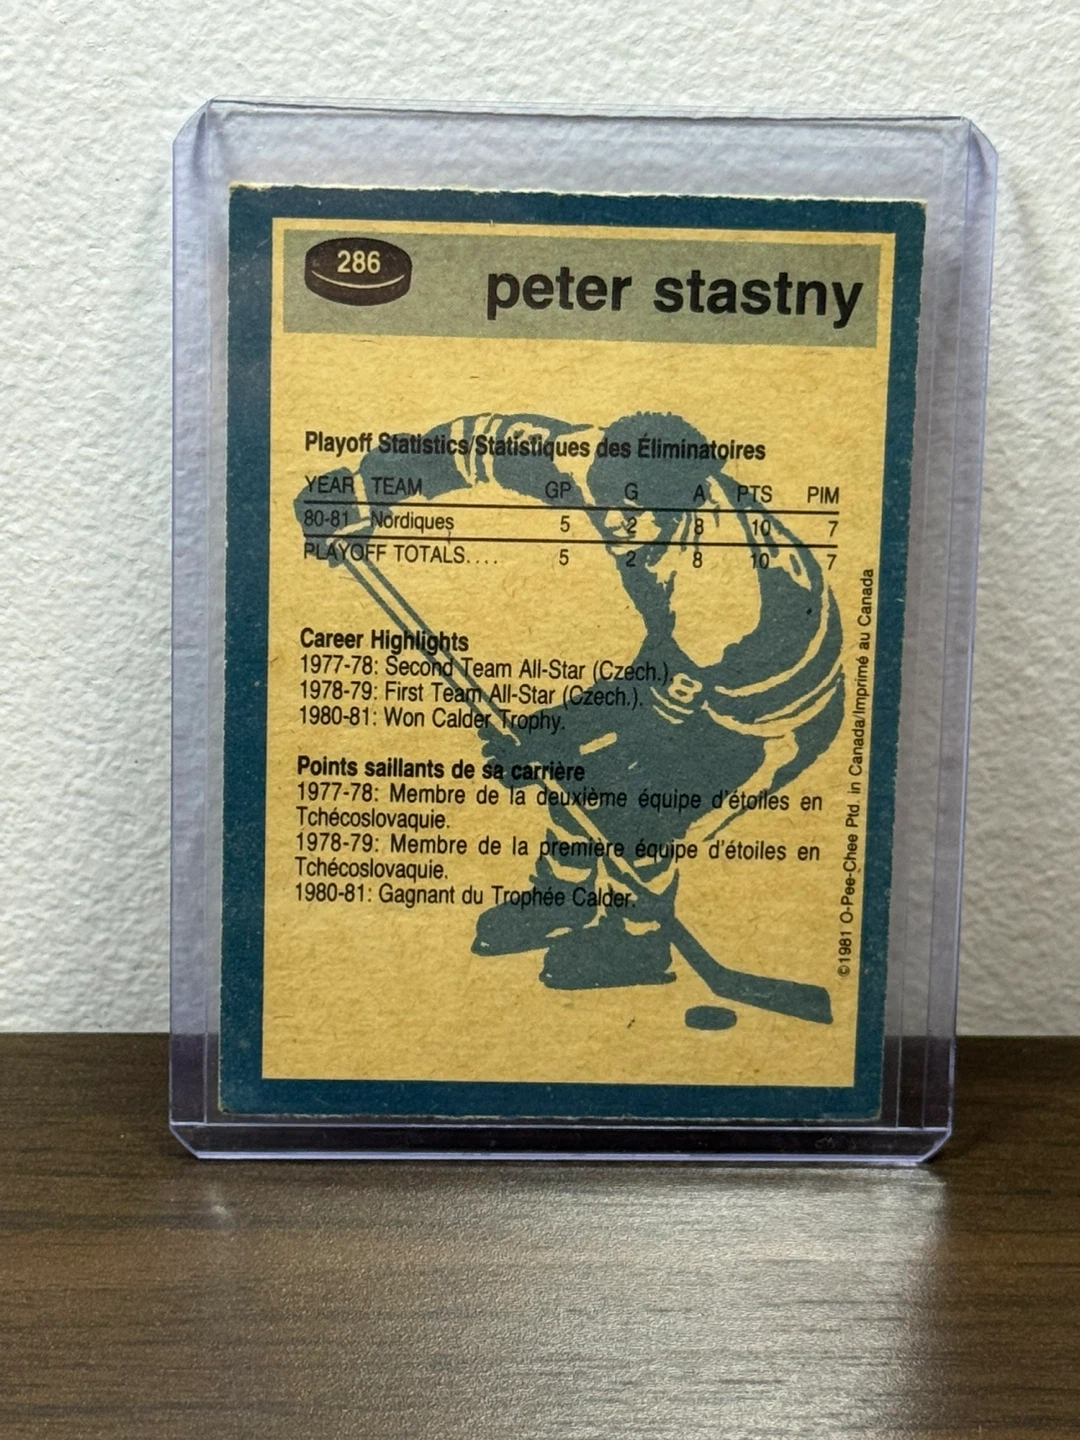 286
peter stastny
Playoff Statistics/Statistiques des Éliminatoires
YEAR TEAM GP G A PTS PIM
80-81 Nordiques 5 2 8 10 7
PLAYOFF TOTALS.... 5 2 8 10 7
Career Highlights
1977-78: Second Team All-Star (Czech.).
1978-79: First Team All-Star (Czech.).
1980-81: Won Calder Trophy.
Points saillants de sa carrière
1977-78: Membre de la deuxième équipe d'étoiles en
Tchécoslovaquie.
1978-79: Membre de la première équipe d'étoiles en
Tchécoslovaquie.
1980-81: Gagnant du Trophée Calder.
8
©1981 O-Pee-Chee Ptd. in Canada/Imprimé au Canada